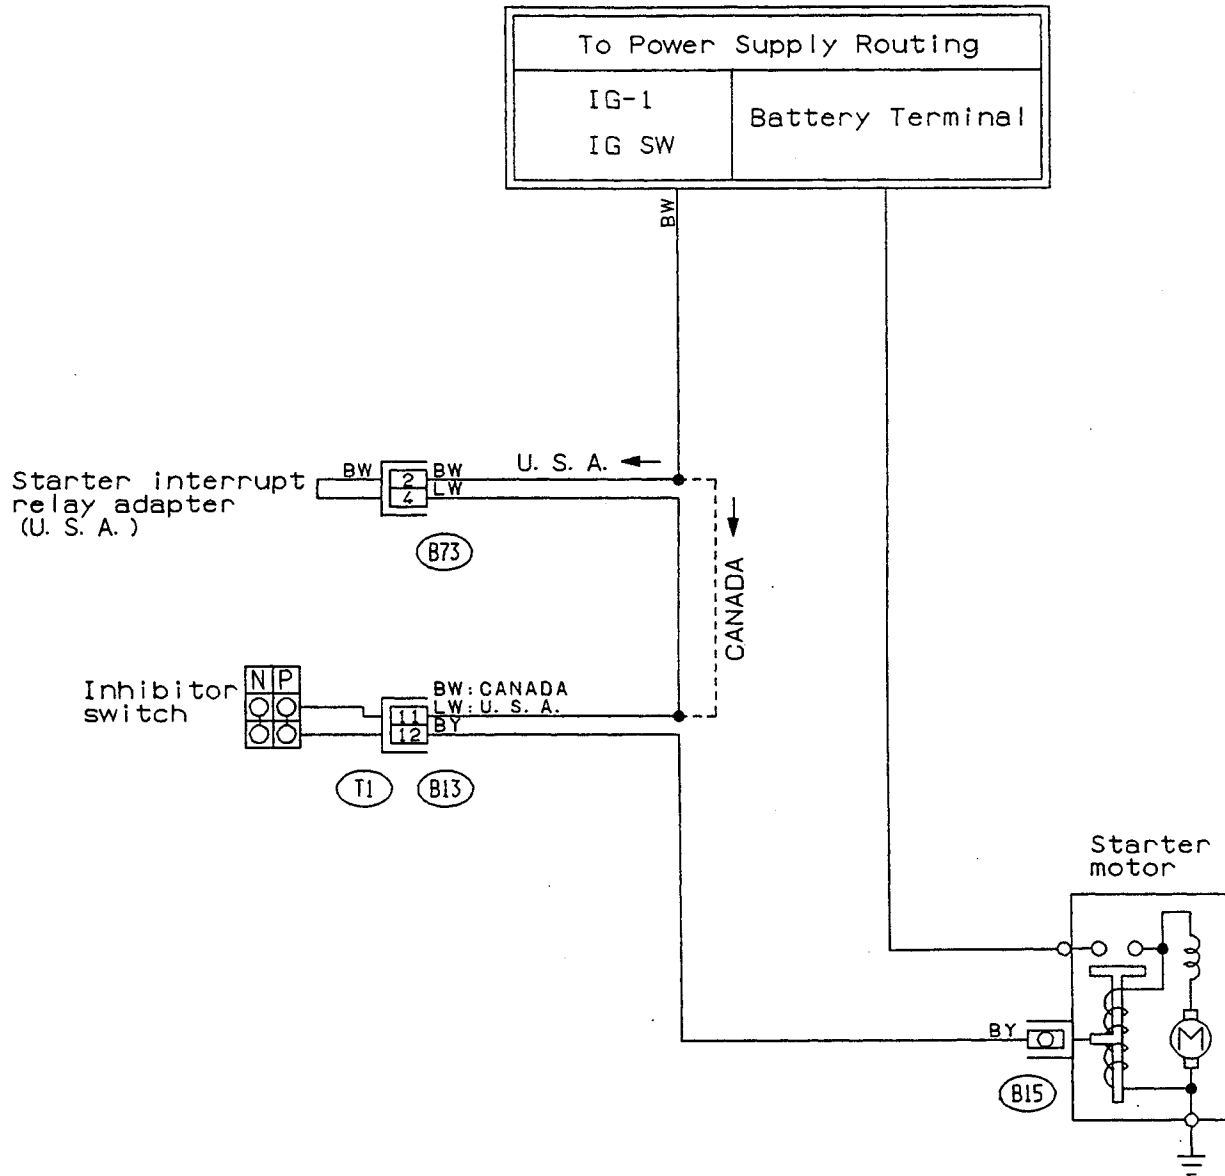 To Power Supply Routing
IG-1
IG SW
Battery Terminal
BW
Starter interrupt
relay adapter
(U. S. A.)
BW
2
4
BW
LW
U. S. A.
B73
CANADA
Inhibitor
switch
N P
11
12
BW: CANADA
LW: U. S. A.
BY
T1
B13
Starter
motor
BY
M
B15